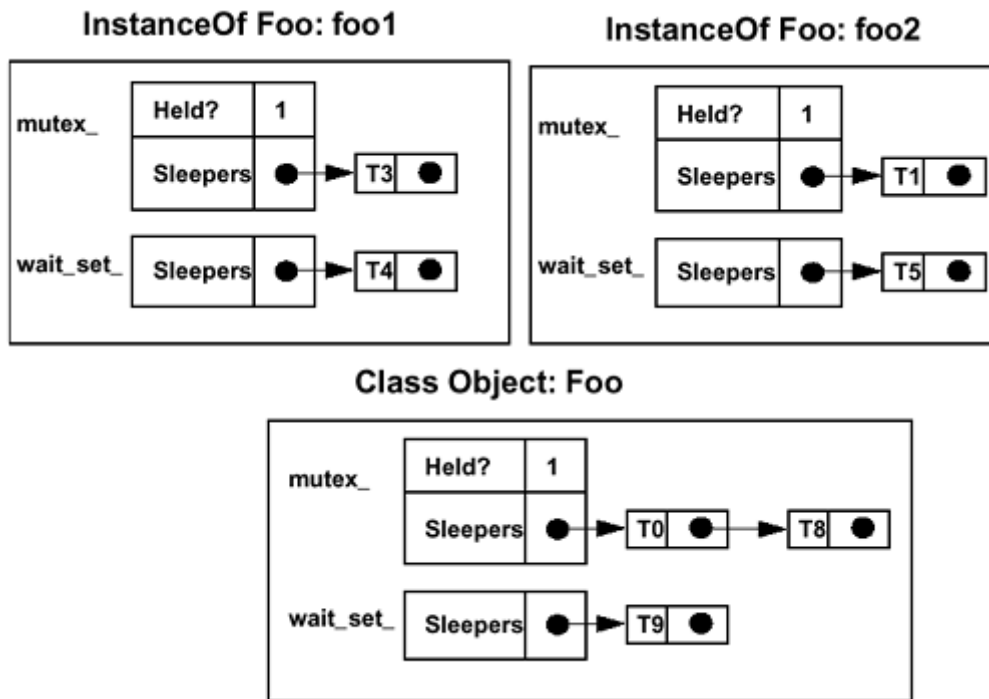 InstanceOf Foo: foo1
mutex_
Held? 1
Sleepers T3
wait_set_
Sleepers T4
InstanceOf Foo: foo2
mutex_
Held? 1
Sleepers T1
wait_set_
Sleepers T5
Class Object: Foo
mutex_
Held? 1
Sleepers T0 T8
wait_set_
Sleepers T9